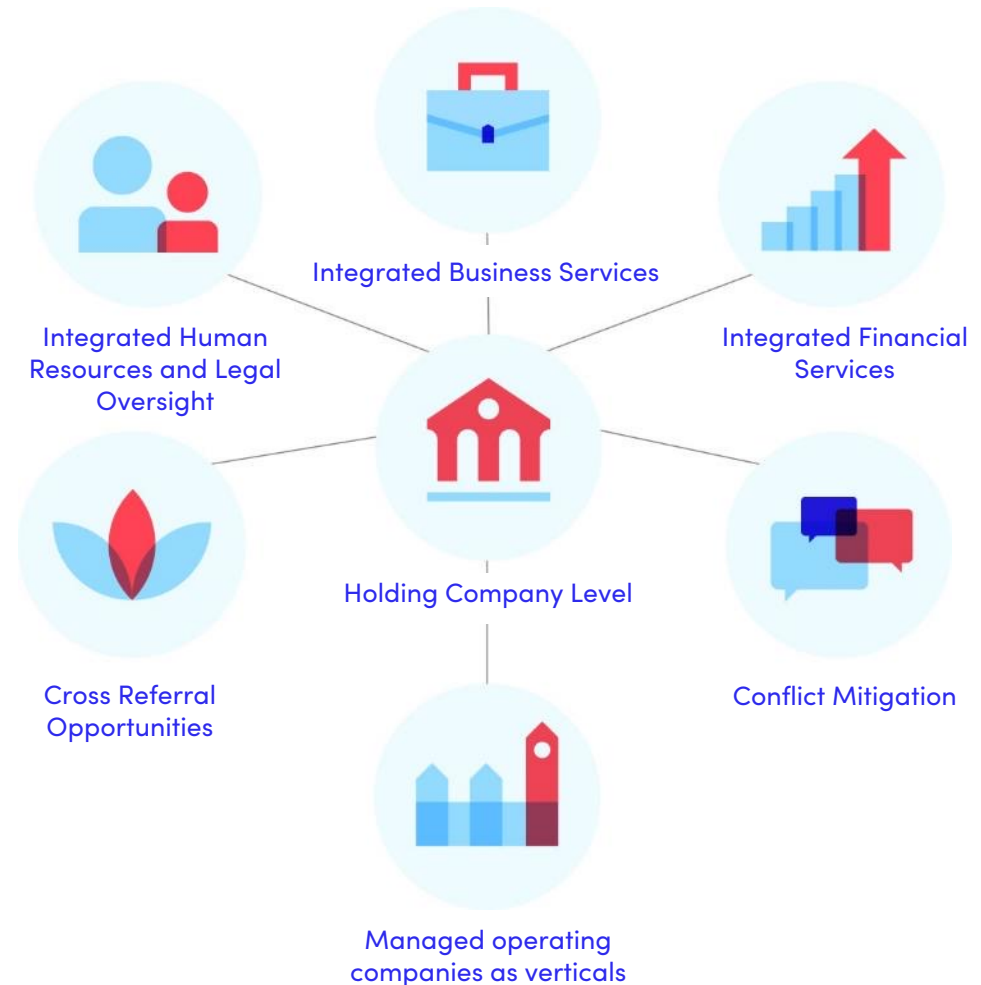 Integrated Business Services
Integrated Human
Resources and Legal
Oversight
Integrated Financial
Services
Holding Company Level
Cross Referral
Opportunities
Conflict Mitigation
Managed operating
companies as verticals